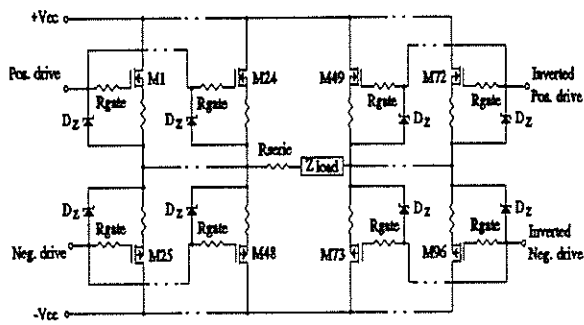 +Vcc
Pos. drive
M1
M24
M49
M72
Inverted
Pos. drive
Rgate
Rgate
Rgate
Rgate
DZ
DZ
DZ
DZ
Rserie
Zload
DZ
DZ
DZ
DZ
Rgate
Rgate
Rgate
Rgate
Neg. drive
M25
M48
M73
M96
Inverted
Neg. drive
-Vcc